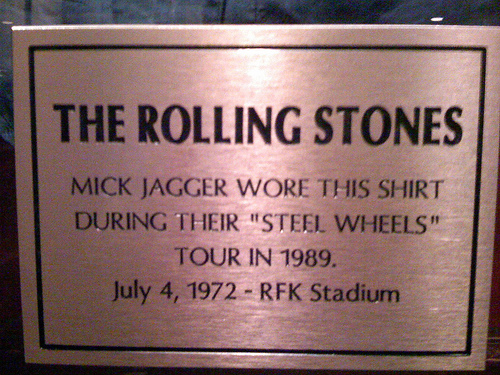 THE ROLLING STONES
MICK JAGGER WORE THIS SHIRT
DURING THEIR "STEEL WHEELS"
TOUR IN 1989.
July 4, 1972 - RFK Stadium